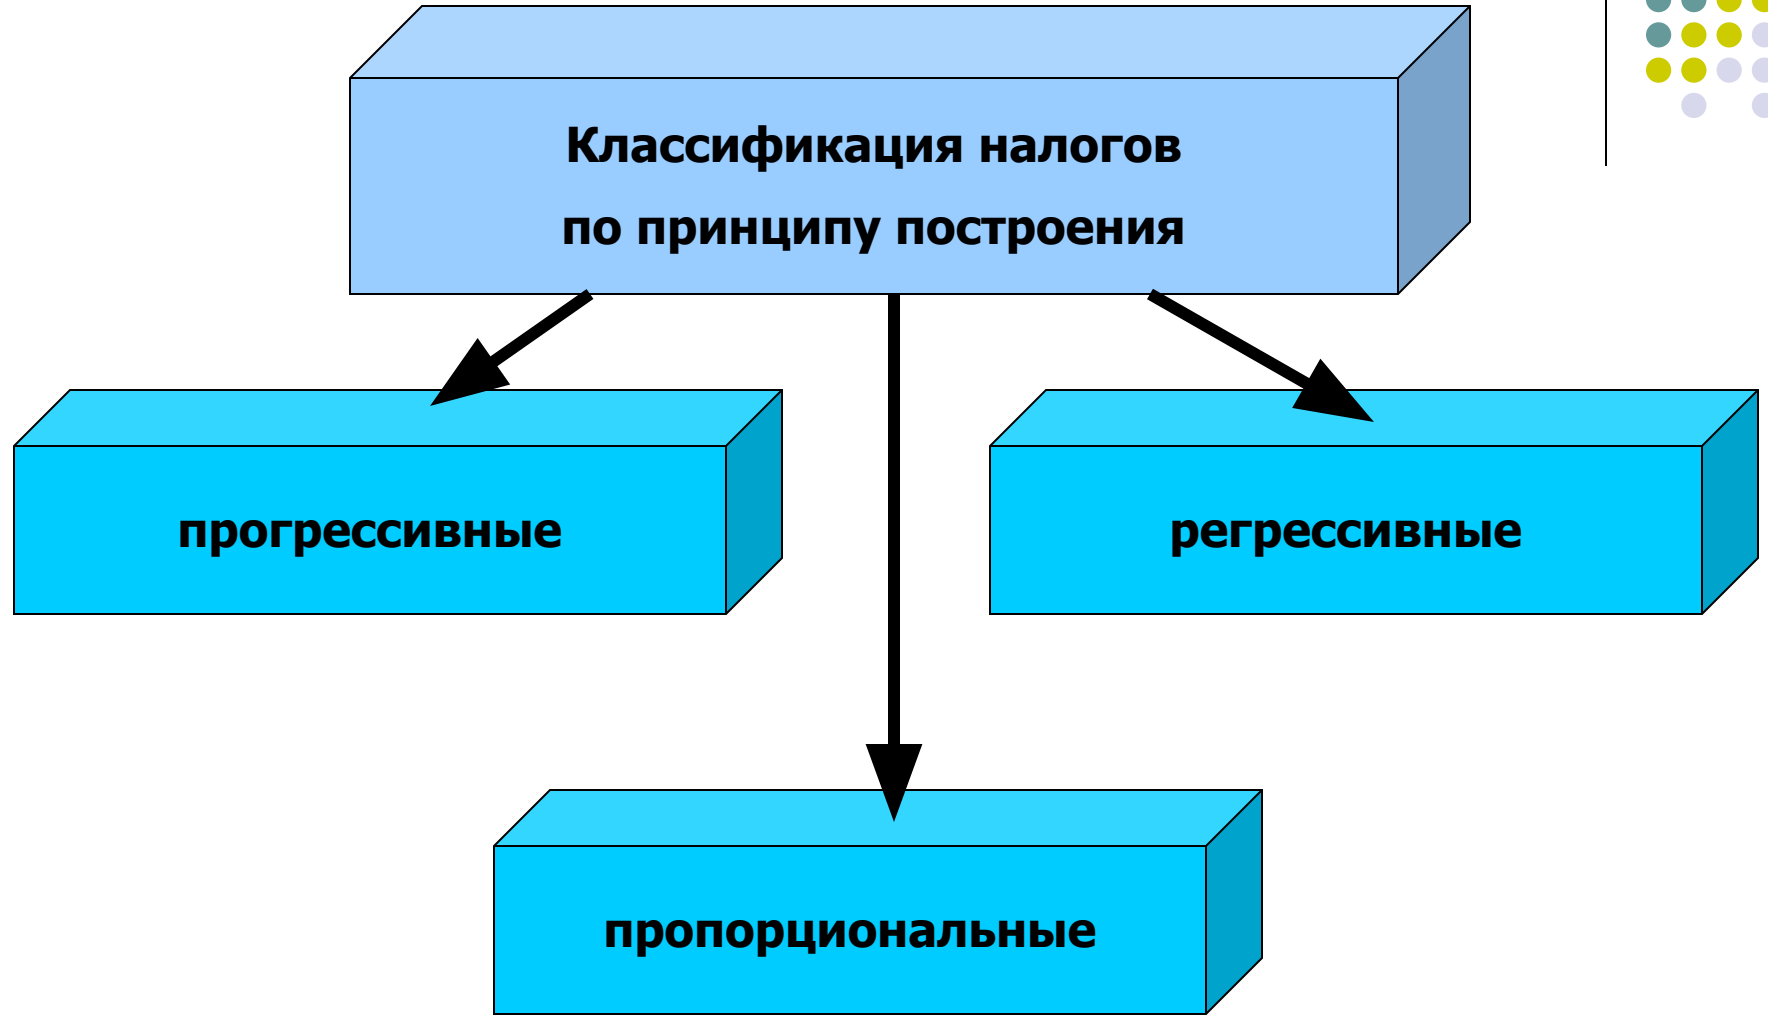 Классификация налогов
по принципу построения
прогрессивные
регрессивные
пропорциональные